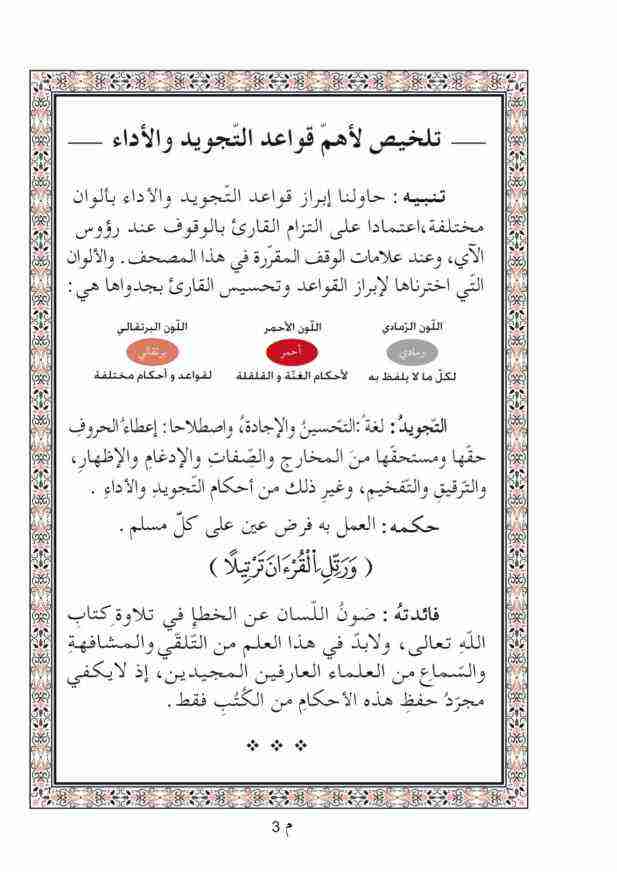 تلخيص لأهمّ قواعد التّجويد والأداء
تنبيه : حاولنا إبراز قواعد التّجويد والأداء بألوان
مختلفة،اعتمادا على التزام القارئ بالوقوف عند رؤوس
الآي، وعند علامات الوقف المقرّرة في هذا المصحف. والألوان
التّي اخترناها لإبراز القواعد وتحسيس القارئ بجدواها هي:
اللّون الرّمادي
رمادي
لكلّ ما لا يلفظ به
اللّون الأحمر
أحمر
لأحكام الغنّة و القلقلة
اللّون البرتقالي
برتقالي
لقواعد و أحكام مختلفة
التّجويدُ: لغةً :التّحسينُ والإجادةُ، واصطلاحا: إعطاءُ الحروفِ
حقّها ومستحقّها منَ المخارجِ والصِّفاتِ والإدغامِ والإظهارِ،
والتّرقيقِ والتّفخيمِ، وغيرِ ذلك من أحكام التّجويدِ والأداءِ .
حكمه: العمل به فرض عين على كلّ مسلم .
( وَرَتِّلِ اِ۬لْقُرْءَانَ تَرْتِيلًا )
فائدتهُ : صَونُ اللّسان عن الخطإِ في تلاوةِ كتابِ
اللهِ تعالى، ولابدّ في هذا العلم من التّلقّي والمشافهةِ
والسّماعِ من العلماء العارفين المجيدين، إذ لايكفي
مجرّدُ حفظِ هذه الأحكامِ من الكُتُبِ فقط.
م 3